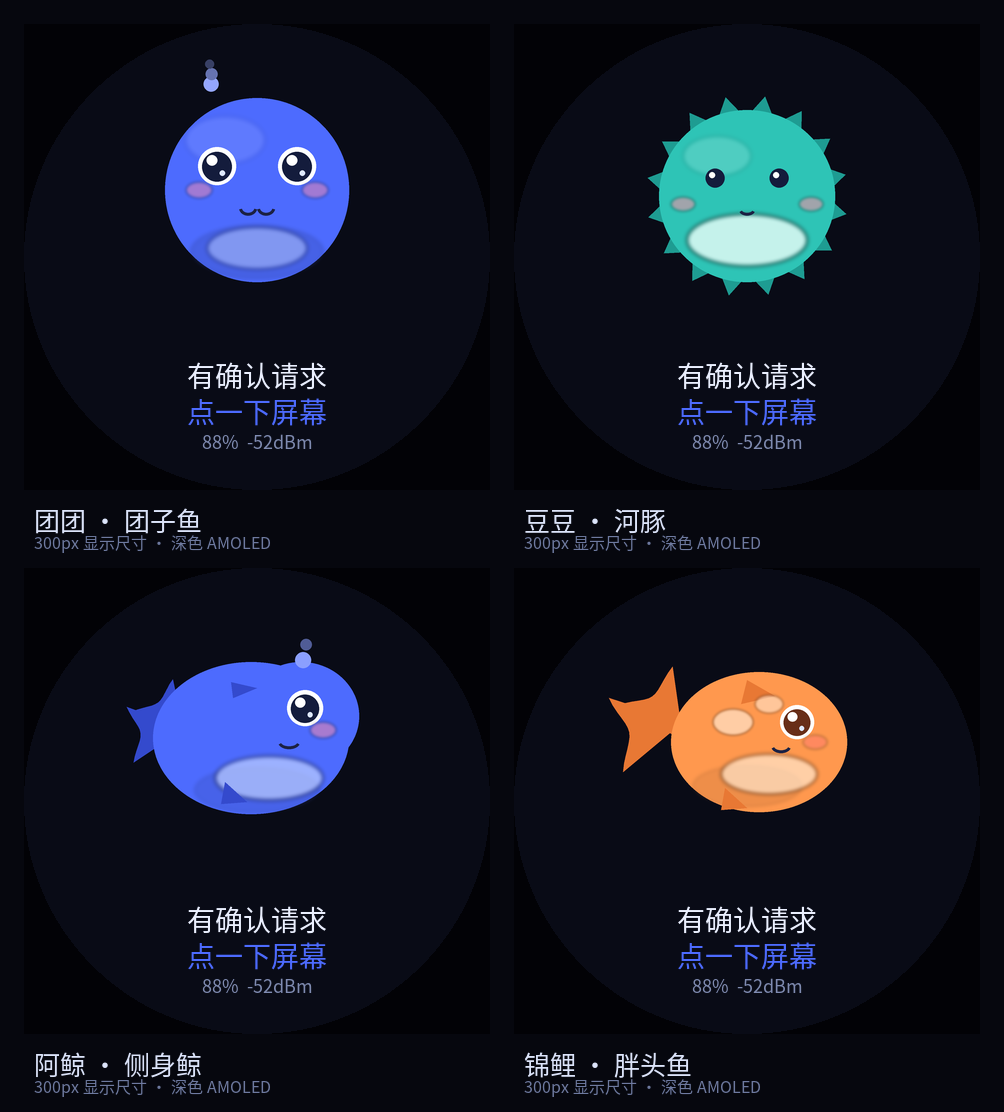 有确认请求
点一下屏幕
88% -52dBm
团团 · 团子鱼
300px 显示尺寸 · 深色 AMOLED
有确认请求
点一下屏幕
88% -52dBm
豆豆 · 河豚
300px 显示尺寸 · 深色 AMOLED
有确认请求
点一下屏幕
88% -52dBm
阿鲸 · 侧身鲸
300px 显示尺寸 · 深色 AMOLED
有确认请求
点一下屏幕
88% -52dBm
锦鲤 · 胖头鱼
300px 显示尺寸 · 深色 AMOLED